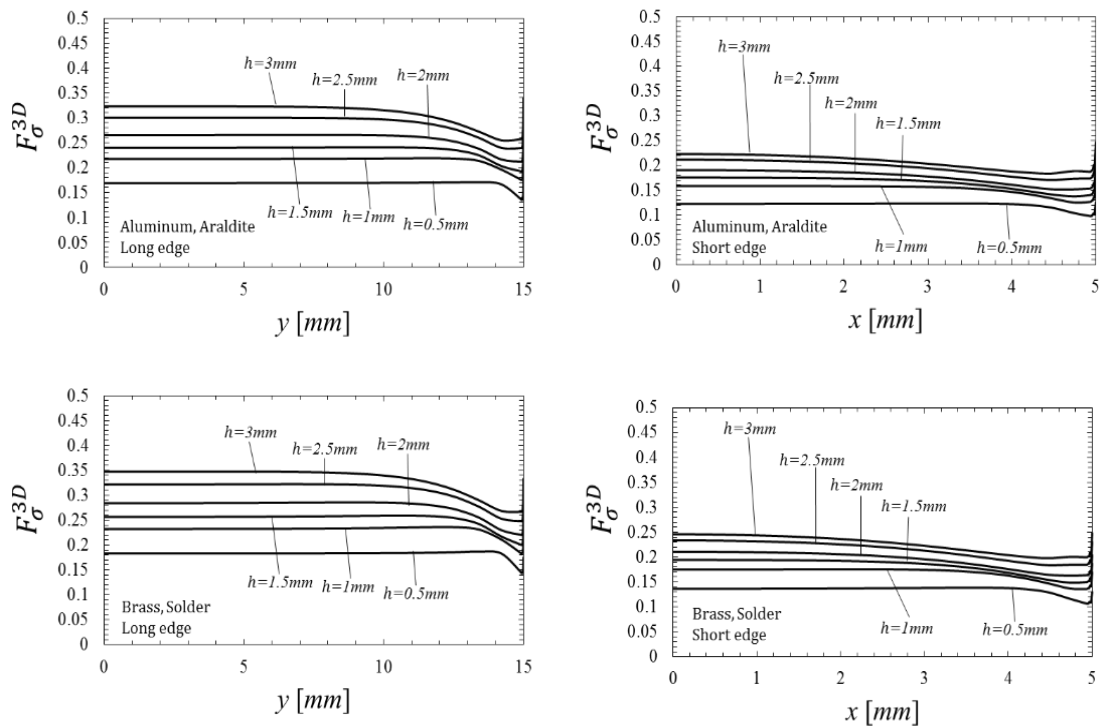 0.5
0.45
0.4
0.35
0.3
0.25
0.2
0.15
0.1
0.05
0
F_σ^3D
h=3mm
h=2.5mm
h=2mm
h=1.5mm
h=1mm
h=0.5mm
Aluminum, Araldite
Long edge
0 5 10 15
y [mm]
0.5
0.45
0.4
0.35
0.3
0.25
0.2
0.15
0.1
0.05
0
F_σ^3D
h=3mm
h=2.5mm
h=2mm
h=1.5mm
h=1mm
h=0.5mm
Aluminum, Araldite
Short edge
0 1 2 3 4 5
x [mm]
0.5
0.45
0.4
0.35
0.3
0.25
0.2
0.15
0.1
0.05
0
F_σ^3D
h=3mm
h=2.5mm
h=2mm
h=1.5mm
h=1mm
h=0.5mm
Brass, Solder
Long edge
0 5 10 15
y [mm]
0.5
0.45
0.4
0.35
0.3
0.25
0.2
0.15
0.1
0.05
0
F_σ^3D
h=3mm
h=2.5mm
h=2mm
h=1.5mm
h=1mm
h=0.5mm
Brass, Solder
Short edge
0 1 2 3 4 5
x [mm]